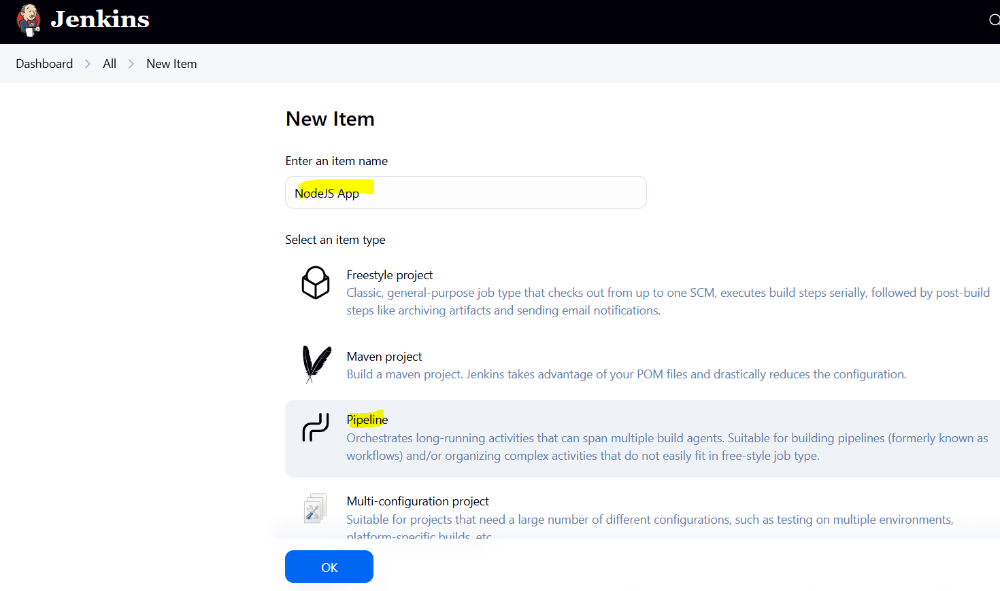 Jenkins
Dashboard > All > New Item
New Item
Enter an item name
NodeJS App
Select an item type
Freestyle project
Classic, general-purpose job type that checks out from up to one SCM, executes build steps serially, followed by post-build
steps like archiving artifacts and sending email notifications.
Maven project
Build a maven project. Jenkins takes advantage of your POM files and drastically reduces the configuration.
Pipeline
Orchestrates long-running activities that can span multiple build agents. Suitable for building pipelines (formerly known as
workflows) and/or organizing complex activities that do not easily fit in free-style job type.
Multi-configuration project
Suitable for projects that need a large number of different configurations, such as testing on multiple environments,
platform-specific builds, etc.
OK